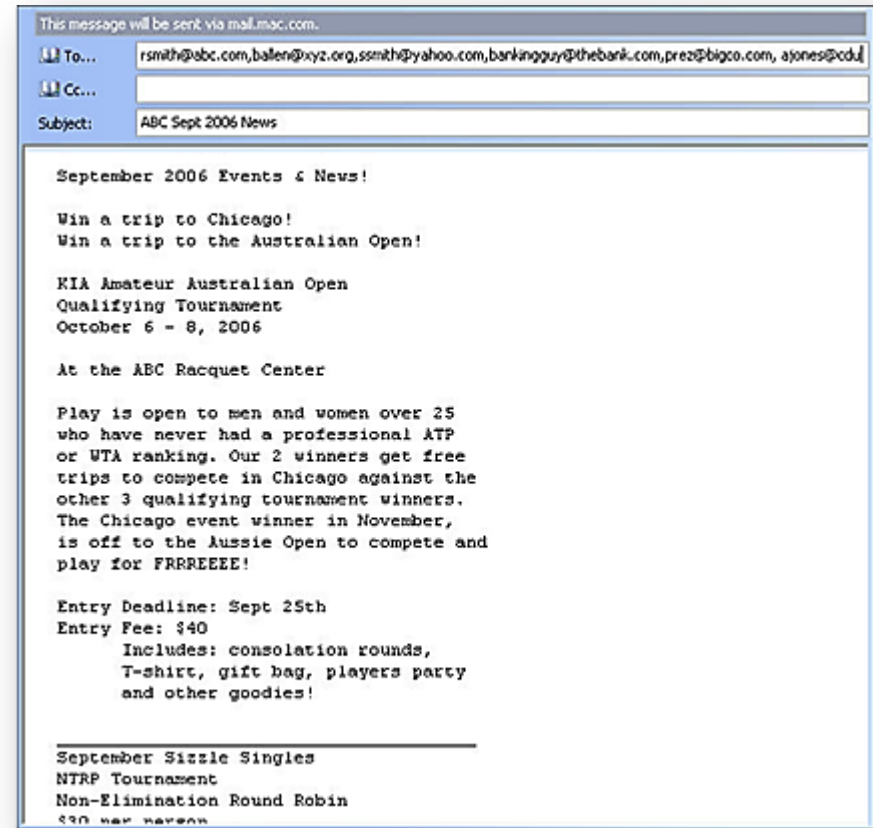 This message will be sent via mail.mac.com.
To... rsmith@abc.com,ballen@xyz.org,ssmith@yahoo.com,bankingguy@thebank.com,prez@bigco.com, ajones@cdu
Cc...
Subject: ABC Sept 2006 News
September 2006 Events & News!
Win a trip to Chicago!
Win a trip to the Australian Open!
KIA Amateur Australian Open
Qualifying Tournament
October 6 - 8, 2006
At the ABC Racquet Center
Play is open to men and women over 25
who have never had a professional ATP
or WTA ranking. Our 2 winners get free
trips to compete in Chicago against the
other 3 qualifying tournament winners.
The Chicago event winner in November,
is off to the Aussie Open to compete and
play for FRRREEEE!
Entry Deadline: Sept 25th
Entry Fee: $40
Includes: consolation rounds,
T-shirt, gift bag, players party
and other goodies!
September Sizzle Singles
NTRP Tournament
Non-Elimination Round Robin
$30 per person